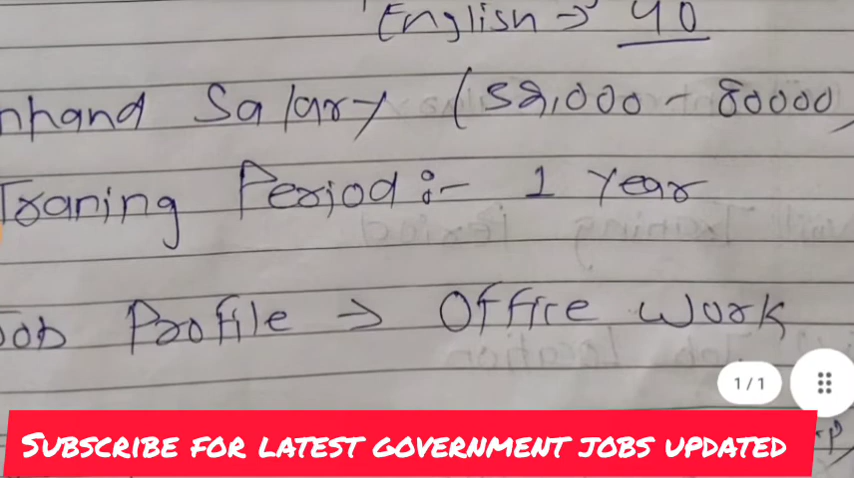 English → 40
nhand Salary (52,000 - 80000)
Traning Period :- 1 Year
Job Profile → Office Work
1/1
SUBSCRIBE FOR LATEST GOVERNMENT JOBS UPDATED